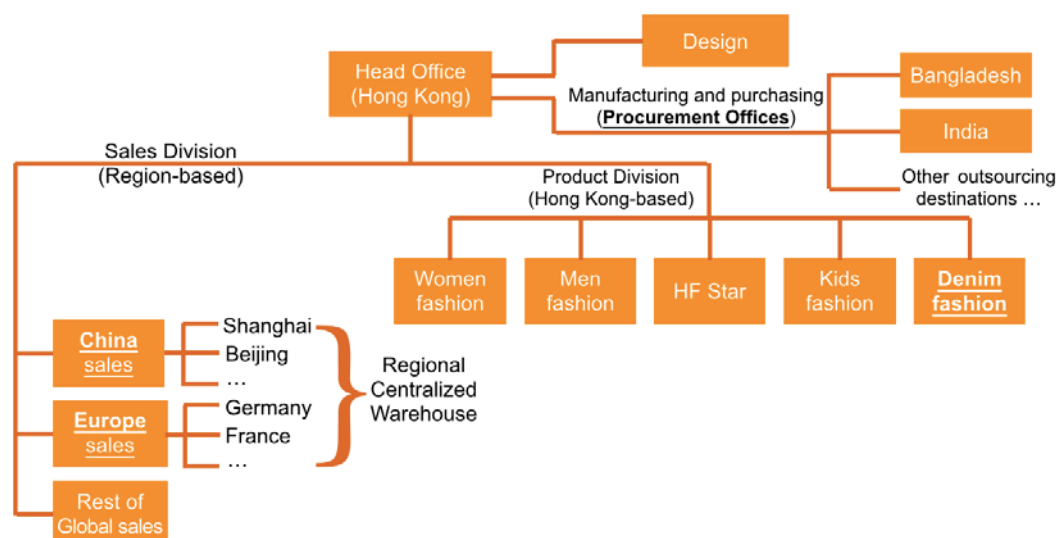 Design
Head Office
(Hong Kong)
Bangladesh
Manufacturing and purchasing
(Procurement Offices)
India
Sales Division
(Region-based)
Product Division
(Hong Kong-based)
Other outsourcing
destinations ...
Women
fashion
Men
fashion
HF Star
Kids
fashion
Denim
fashion
China
sales
Shanghai
Beijing
...
Regional
Centralized
Warehouse
Europe
sales
Germany
France
...
Rest of
Global sales